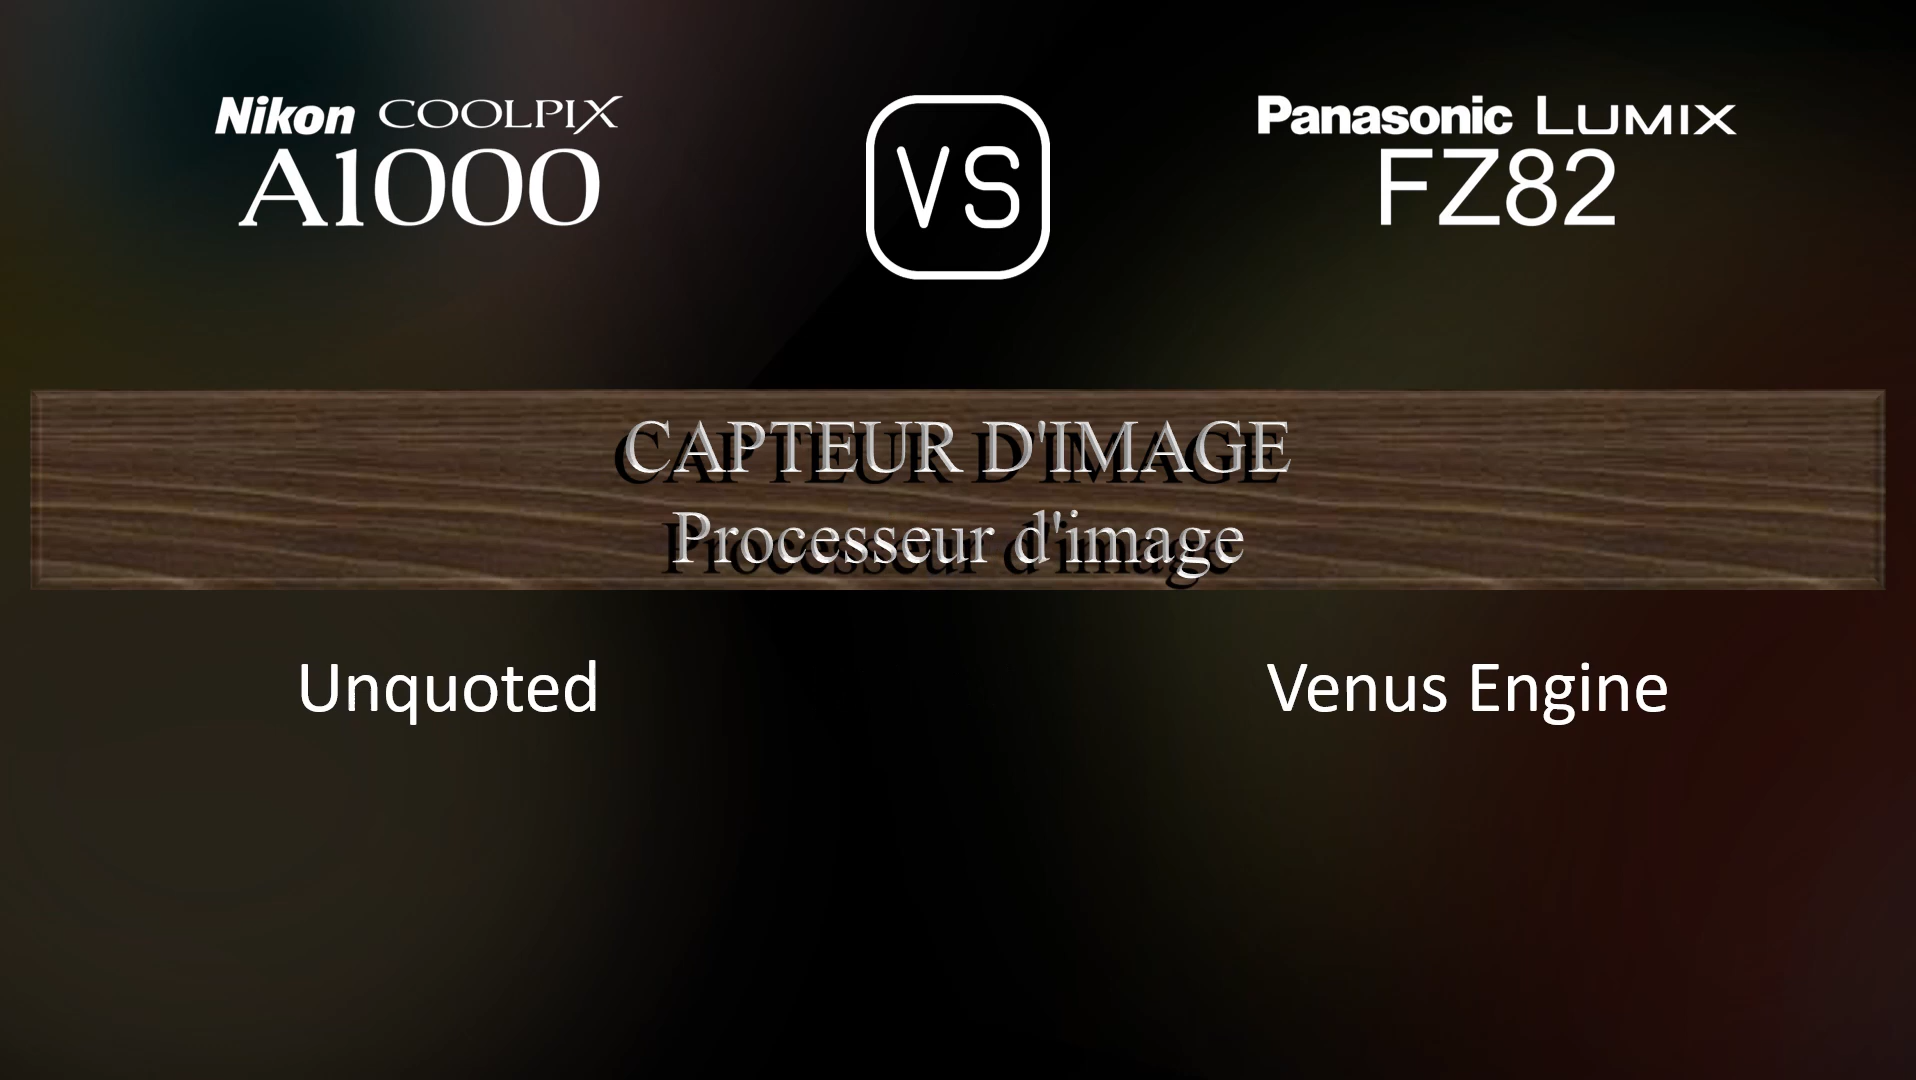 Nikon COOLPIX
A1000
VS
Panasonic LUMIX
FZ82
CAPTEUR D'IMAGE
Processeur d'image
Unquoted
Venus Engine